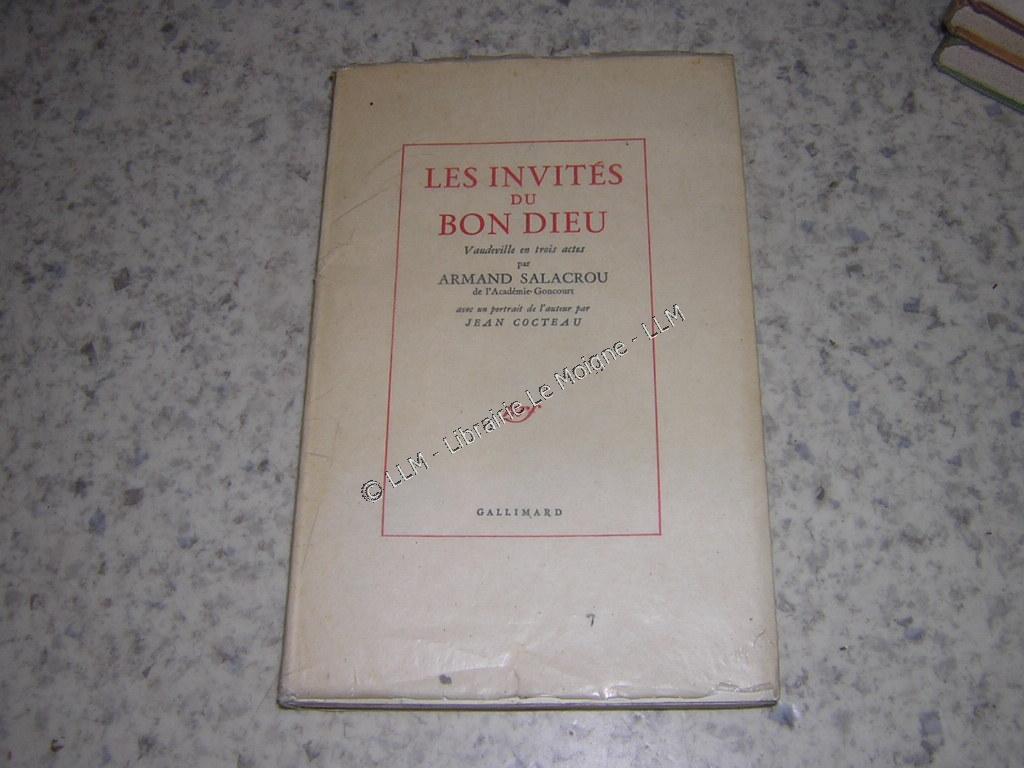 LES INVITÉS
DU
BON DIEU
Vaudeville en trois actes
par
ARMAND SALACROU
de l'Académie-Goncourt
avec un portrait de l'auteur par
JEAN COCTEAU
© LLM - Librairie Le Moigne - LLM
GALLIMARD